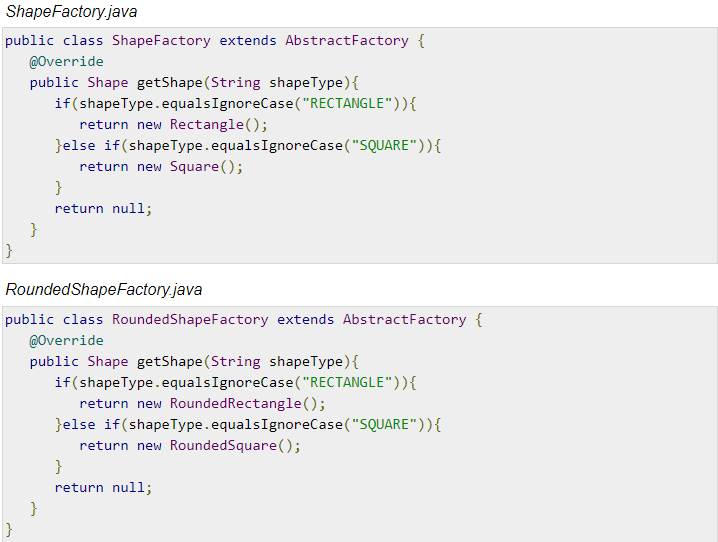 ShapeFactory.java
public class ShapeFactory extends AbstractFactory {
   @Override
   public Shape getShape(String shapeType){
      if(shapeType.equalsIgnoreCase("RECTANGLE")){
         return new Rectangle();
      }else if(shapeType.equalsIgnoreCase("SQUARE")){
         return new Square();
      }
      return null;
   }
}
RoundedShapeFactory.java
public class RoundedShapeFactory extends AbstractFactory {
   @Override
   public Shape getShape(String shapeType){
      if(shapeType.equalsIgnoreCase("RECTANGLE")){
         return new RoundedRectangle();
      }else if(shapeType.equalsIgnoreCase("SQUARE")){
         return new RoundedSquare();
      }
      return null;
   }
}